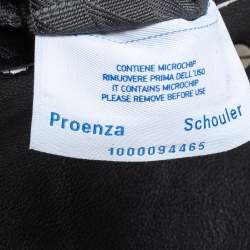 CONTIENE MICROCHIP
RIMUOVERE PRIMA DELL'USO
IT CONTAINS MICROCHIP
PLEASE REMOVE BEFORE USE
Proenza Schouler
1000094465